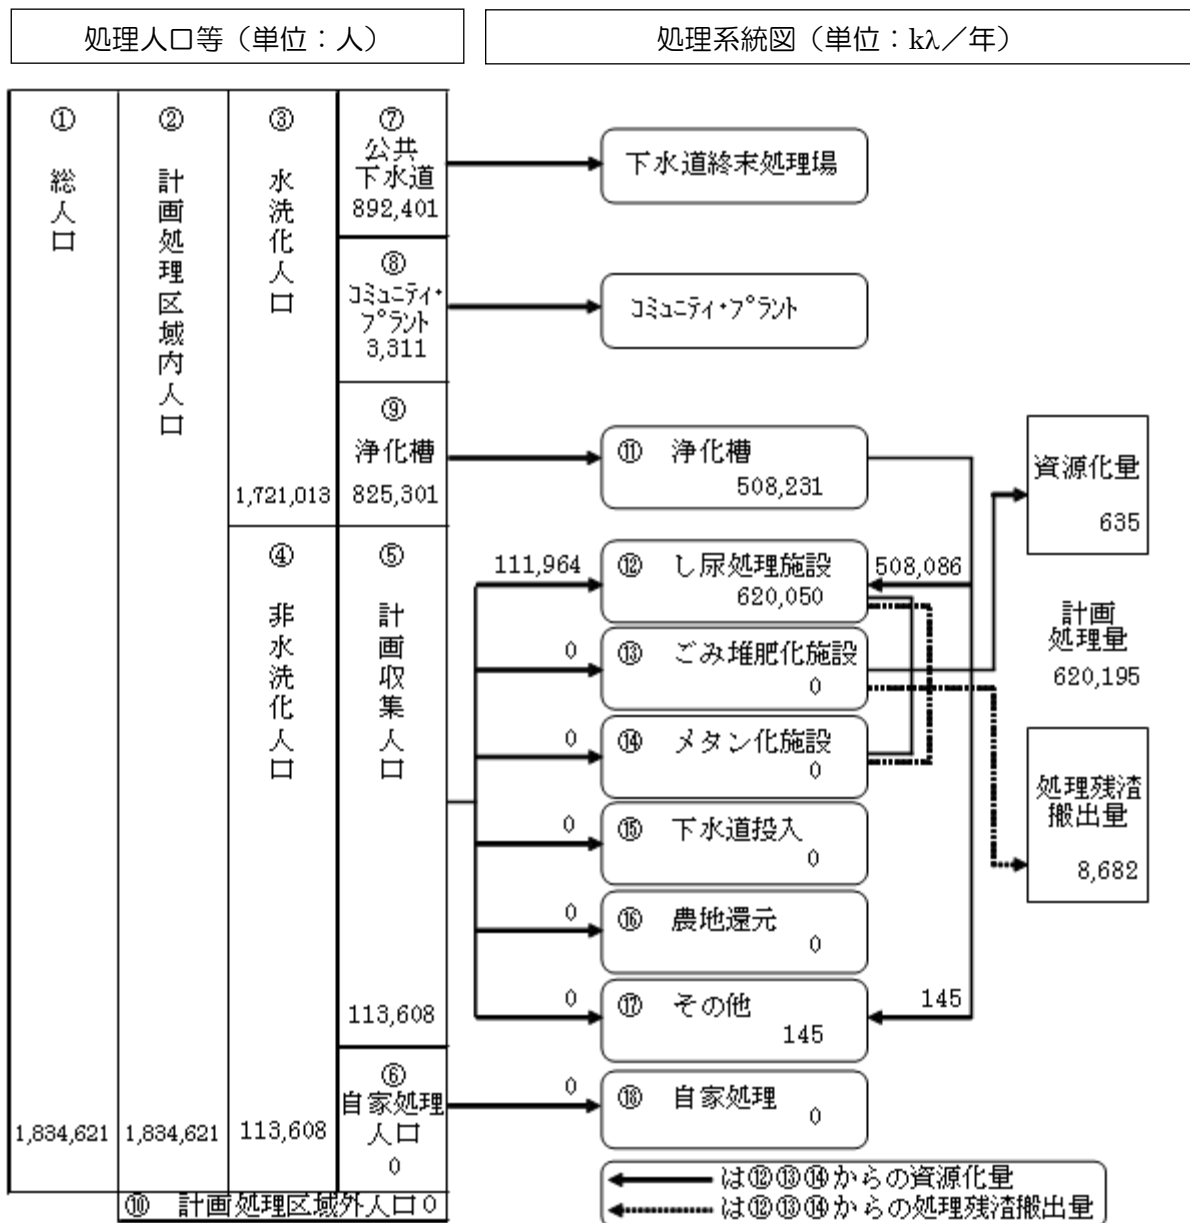 処理人口等（単位：人）
処理系統図（単位：kλ／年）
①
総人口
1,834,621
②
計画処理区域内人口
1,834,621
③
水洗化人口
1,721,013
④
非水洗化人口
113,608
⑦
公共
下水道
892,401
⑧
コミュニティ・
プラント
3,311
⑨
浄化槽
825,301
⑤
計画収集人口
113,608
⑥
自家処理
人口
0
⑩ 計画処理区域外人口 0
下水道終末処理場
コミュニティ・プラント
⑪ 浄化槽
508,231
111,964
⑫ し尿処理施設
620,050
508,086
0
⑬ ごみ堆肥化施設
0
0
⑭ メタン化施設
0
0
⑮ 下水道投入
0
0
⑯ 農地還元
0
0
⑰ その他
145
145
0
⑱ 自家処理
0
資源化量
635
計画
処理量
620,195
処理残渣
搬出量
8,682
は⑫⑬⑭からの資源化量
は⑫⑬⑭からの処理残渣搬出量